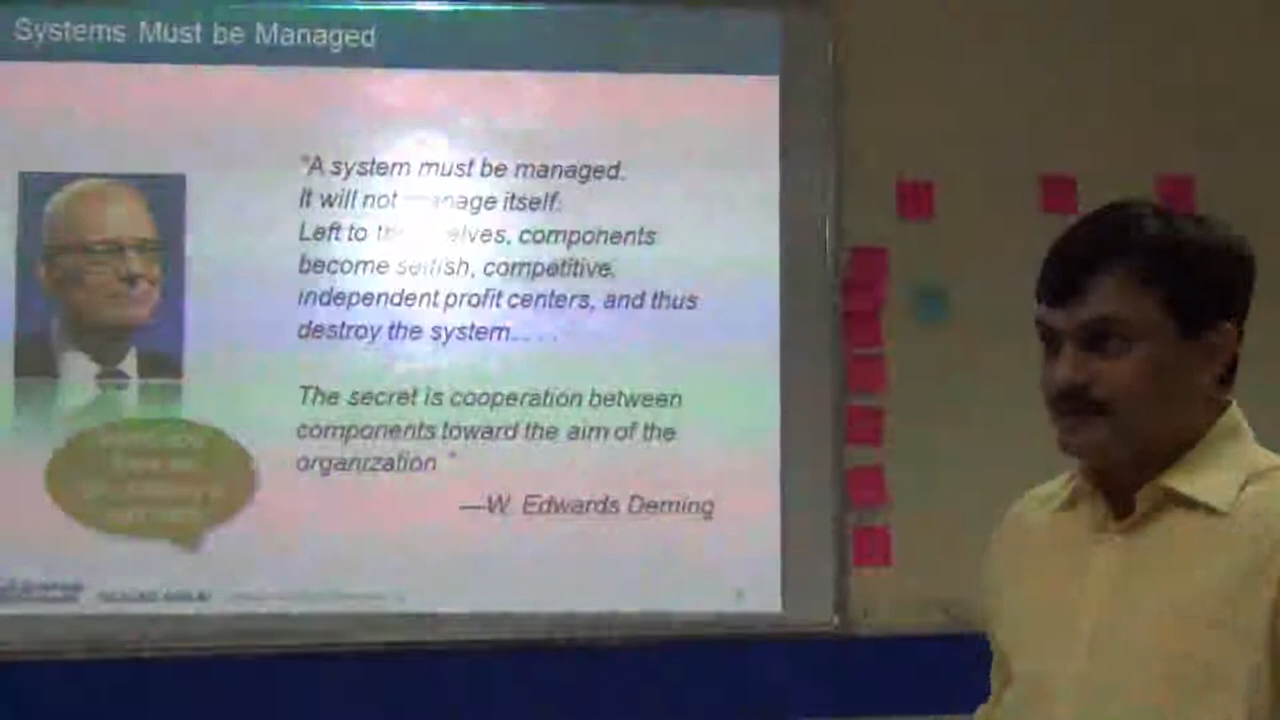 Systems Must be Managed
"A system must be managed.
It will not manage itself.
Left to themselves, components
become selfish, competitive,
independent profit centers, and thus
destroy the system.. . .
The secret is cooperation between
components toward the aim of the
organization "
—W. Edwards Deming